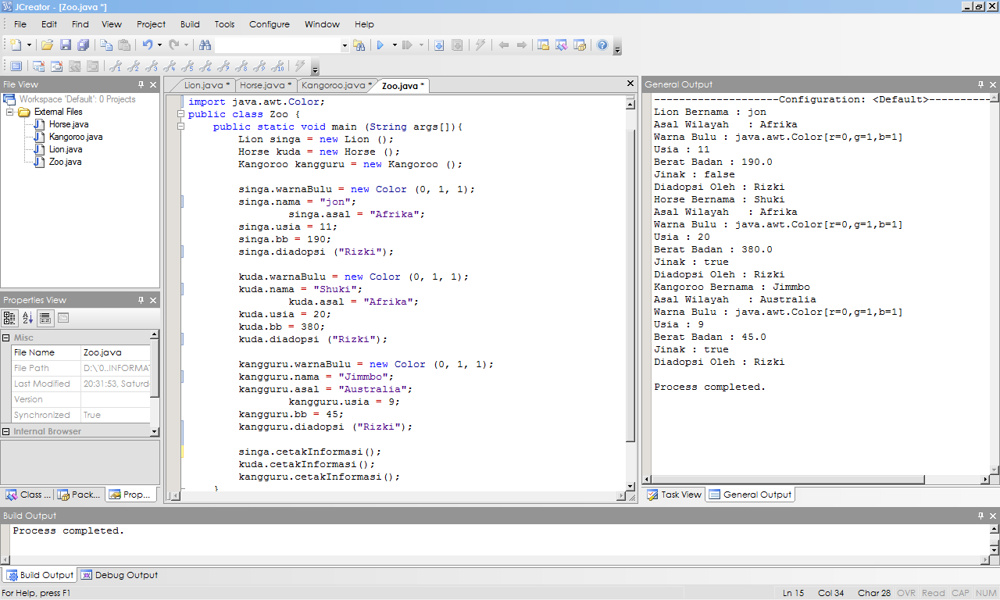 JCreator - [Zoo.java *]
File Edit Find View Project Build Tools Configure Window Help
File View
Workspace 'Default': 0 Projects
External Files
Horse.java
Kangoroo.java
Lion.java
Zoo.java
Properties View
Misc
File Name Zoo.java
File Path D:\'0..INFORMAT
Last Modified 20:31:53, Saturd
Version
Synchronized True
Internal Browser
Class ... Pack... Prop...
Lion.java * Horse.java * Kangoroo.java * Zoo.java *
import java.awt.Color;
public class Zoo {
    public static void main (String args[]){
        Lion singa = new Lion ();
        Horse kuda = new Horse ();
        Kangoroo kangguru = new Kangoroo ();
        singa.warnaBulu = new Color (0, 1, 1);
        singa.nama = "jon";
                singa.asal = "Afrika";
        singa.usia = 11;
        singa.bb = 190;
        singa.diadopsi ("Rizki");
        kuda.warnaBulu = new Color (0, 1, 1);
        kuda.nama = "Shuki";
                kuda.asal = "Afrika";
        kuda.usia = 20;
        kuda.bb = 380;
        kuda.diadopsi ("Rizki");
        kangguru.warnaBulu = new Color (0, 1, 1);
        kangguru.nama = "Jimmbo";
        kangguru.asal = "Australia";
                kangguru.usia = 9;
        kangguru.bb = 45;
        kangguru.diadopsi ("Rizki");
        singa.cetakInformasi();
        kuda.cetakInformasi();
        kangguru.cetakInformasi();
    }
General Output
--------------------Configuration: <Default>----------
Lion Bernama : jon
Asal Wilayah   : Afrika
Warna Bulu : java.awt.Color[r=0,g=1,b=1]
Usia : 11
Berat Badan : 190.0
Jinak : false
Diadopsi Oleh : Rizki
Horse Bernama : Shuki
Asal Wilayah   : Afrika
Warna Bulu : java.awt.Color[r=0,g=1,b=1]
Usia : 20
Berat Badan : 380.0
Jinak : true
Diadopsi Oleh : Rizki
Kangoroo Bernama : Jimmbo
Asal Wilayah   : Australia
Warna Bulu : java.awt.Color[r=0,g=1,b=1]
Usia : 9
Berat Badan : 45.0
Jinak : true
Diadopsi Oleh : Rizki
Process completed.
Task View General Output
Build Output
Process completed.
Build Output Debug Output
For Help, press F1 Ln 15 Col 34 Char 28 OVR Read CAP NUM